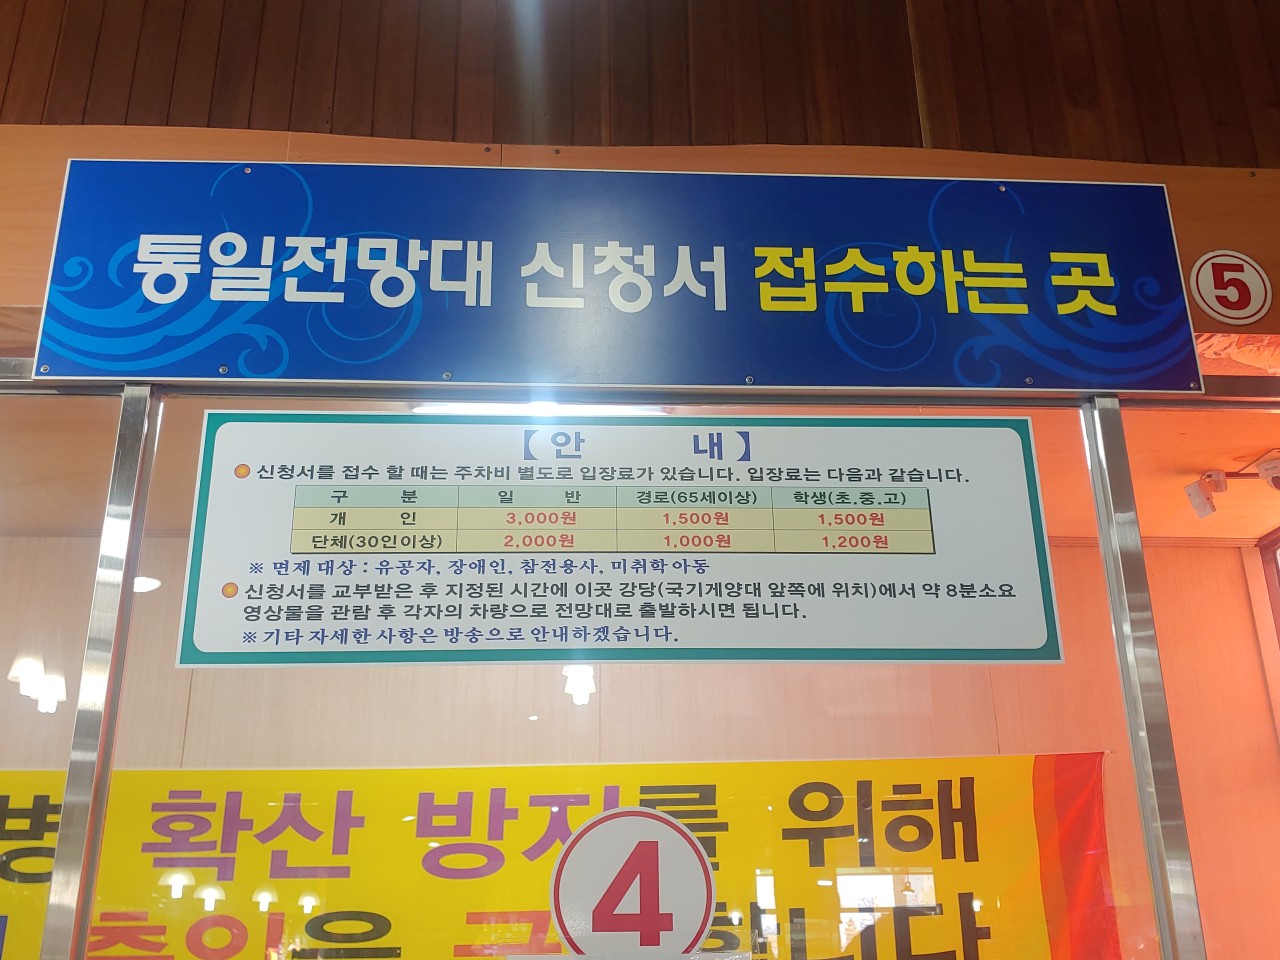 통일전망대 신청서 접수하는 곳
5
【안 내】
신청서를 접수 할 때는 주차비 별도로 입장료가 있습니다. 입장료는 다음과 같습니다.
구 분 일 반 경로(65세이상) 학생(초.중.고)
개 인 3,000원 1,500원 1,500원
단체(30인이상) 2,000원 1,000원 1,200원
※ 면제 대상 : 유공자, 장애인, 참전용사, 미취학아동
신청서를 교부받은 후 지정된 시간에 이곳 강당(국기게양대 앞쪽에 위치)에서 약 8분소요
영상물을 관람 후 각자의 차량으로 전망대로 출발하시면 됩니다.
※ 기타 자세한 사항은 방송으로 안내하겠습니다.
병 확산 방지를 위해
4